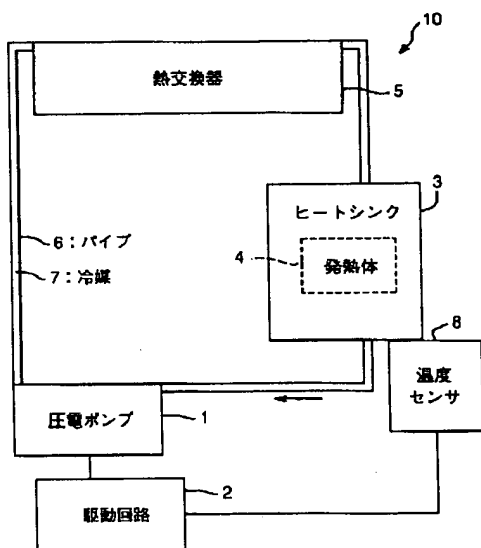 10
熱交換器
5
3
ヒートシンク
6：パイプ
4
発熱体
7：冷媒
8
温度
センサ
圧電ポンプ
1
2
駆動回路